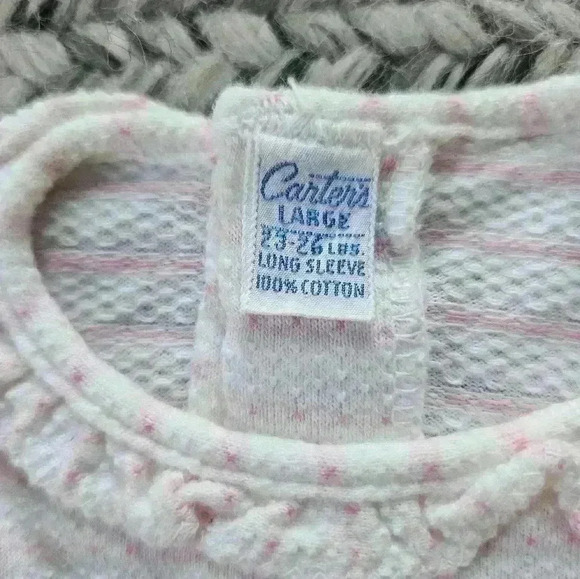 Carter's
LARGE
23-26 LBS.
LONG SLEEVE
100% COTTON